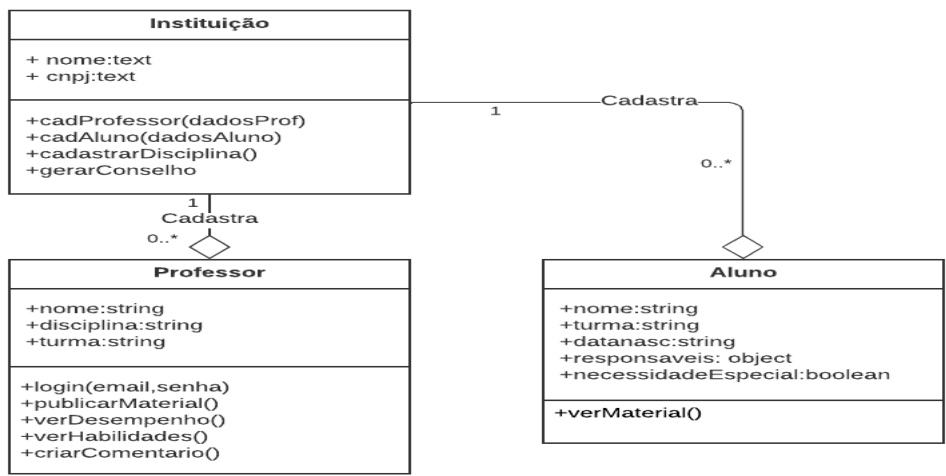 Instituição
+ nome:text
+ cnpj:text
+cadProfessor(dadosProf)
+cadAluno(dadosAluno)
+cadastrarDisciplina()
+gerarConselho
1
Cadastra
0..*
1
Cadastra
0..*
Professor
+nome:string
+disciplina:string
+turma:string
+login(email,senha)
+publicarMaterial()
+verDesempenho()
+verHabilidades()
+criarComentario()
Aluno
+nome:string
+turma:string
+datanasc:string
+responsaveis: object
+necessidadeEspecial:boolean
+verMaterial()